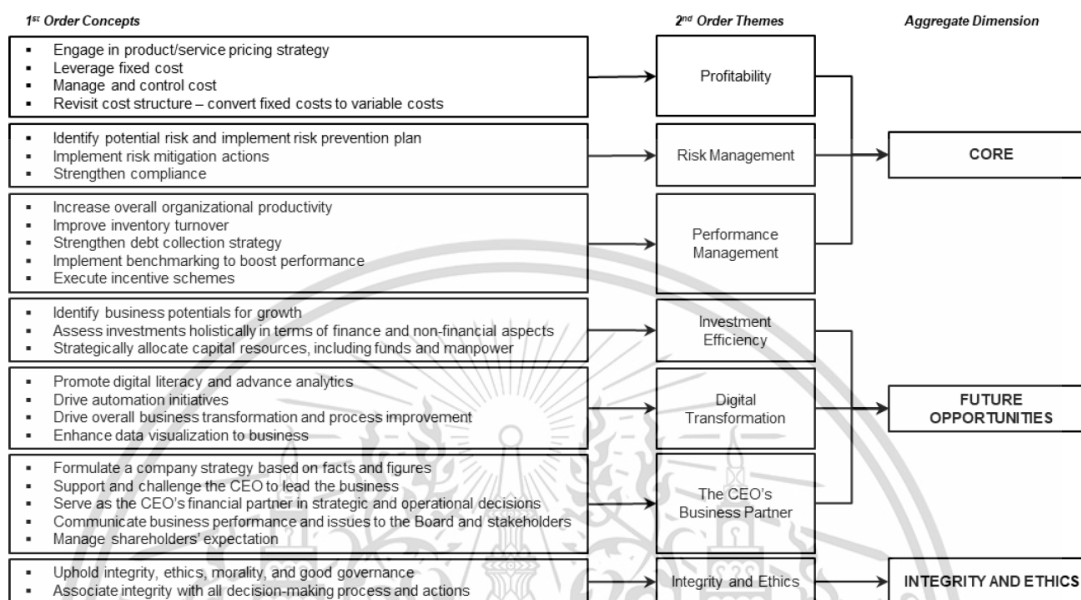 1st Order Concepts
2nd Order Themes
Aggregate Dimension
▪ Engage in product/service pricing strategy
▪ Leverage fixed cost
▪ Manage and control cost
▪ Revisit cost structure – convert fixed costs to variable costs
Profitability
▪ Identify potential risk and implement risk prevention plan
▪ Implement risk mitigation actions
▪ Strengthen compliance
Risk Management
CORE
▪ Increase overall organizational productivity
▪ Improve inventory turnover
▪ Strengthen debt collection strategy
▪ Implement benchmarking to boost performance
▪ Execute incentive schemes
Performance
Management
▪ Identify business potentials for growth
▪ Assess investments holistically in terms of finance and non-financial aspects
▪ Strategically allocate capital resources, including funds and manpower
Investment
Efficiency
▪ Promote digital literacy and advance analytics
▪ Drive automation initiatives
▪ Drive overall business transformation and process improvement
▪ Enhance data visualization to business
Digital
Transformation
FUTURE
OPPORTUNITIES
▪ Formulate a company strategy based on facts and figures
▪ Support and challenge the CEO to lead the business
▪ Serve as the CEO's financial partner in strategic and operational decisions
▪ Communicate business performance and issues to the Board and stakeholders
▪ Manage shareholders' expectation
The CEO's
Business Partner
▪ Uphold integrity, ethics, morality, and good governance
▪ Associate integrity with all decision-making process and actions
Integrity and Ethics
INTEGRITY AND ETHICS